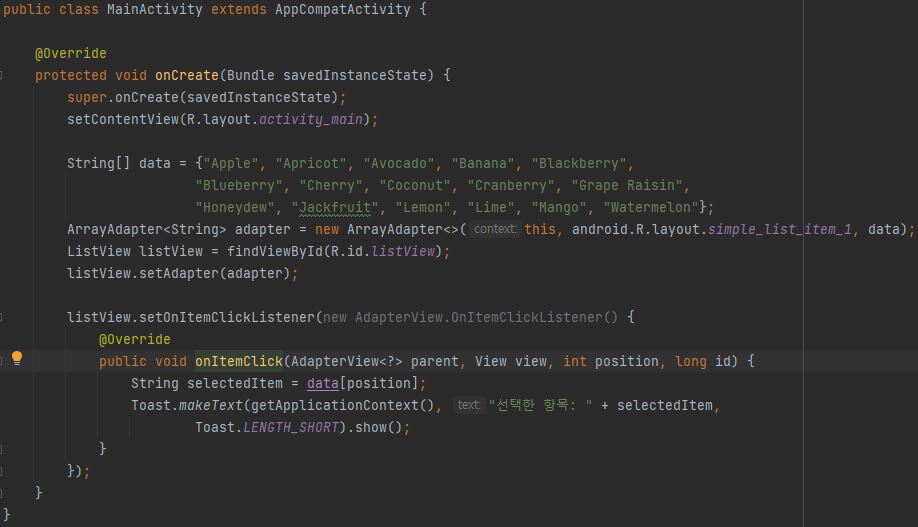 public class MainActivity extends AppCompatActivity {
@Override
protected void onCreate(Bundle savedInstanceState) {
super.onCreate(savedInstanceState);
setContentView(R.layout.activity_main);
String[] data = {"Apple", "Apricot", "Avocado", "Banana", "Blackberry",
"Blueberry", "Cherry", "Coconut", "Cranberry", "Grape Raisin",
"Honeydew", "Jackfruit", "Lemon", "Lime", "Mango", "Watermelon"};
ArrayAdapter<String> adapter = new ArrayAdapter<>( context: this, android.R.layout.simple_list_item_1, data);
ListView listView = findViewById(R.id.listView);
listView.setAdapter(adapter);
listView.setOnItemClickListener(new AdapterView.OnItemClickListener() {
@Override
public void onItemClick(AdapterView<?> parent, View view, int position, long id) {
String selectedItem = data[position];
Toast.makeText(getApplicationContext(), text: "선택한 항목: " + selectedItem,
Toast.LENGTH_SHORT).show();
}
});
}
}